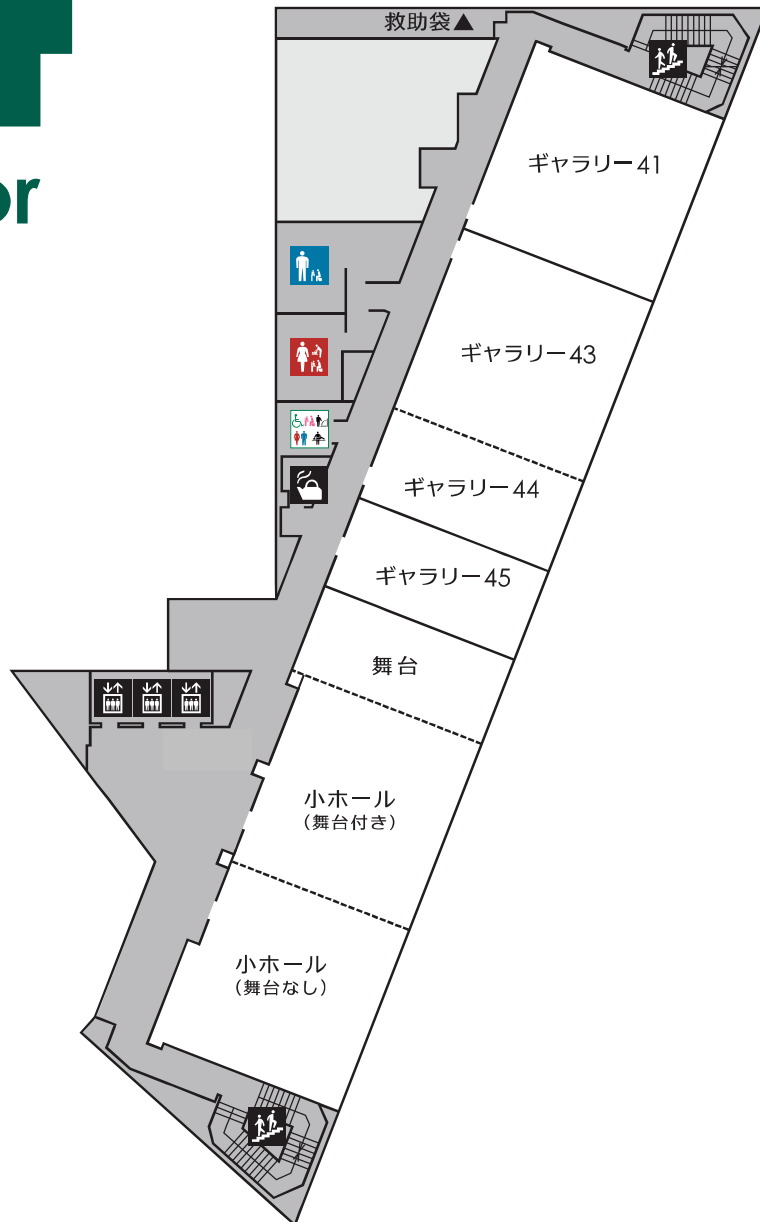 救助袋▲
or
ギャラリー41
ギャラリー43
ギャラリー44
ギャラリー45
舞台
小ホール
（舞台付き）
小ホール
（舞台なし）